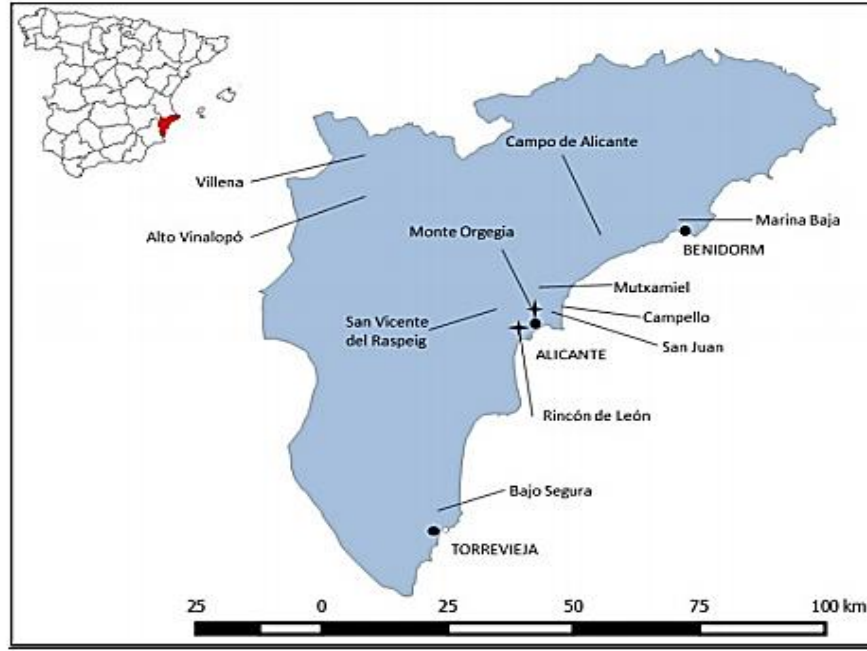 Campo de Alicante
Villena
Alto Vinalopó
Monte Orgegia
Marina Baja
BENIDORM
Mutxamiel
San Vicente
del Raspeig
Campello
San Juan
ALICANTE
Rincón de León
Bajo Segura
TORREVIEJA
25 0 25 50 75 100 km